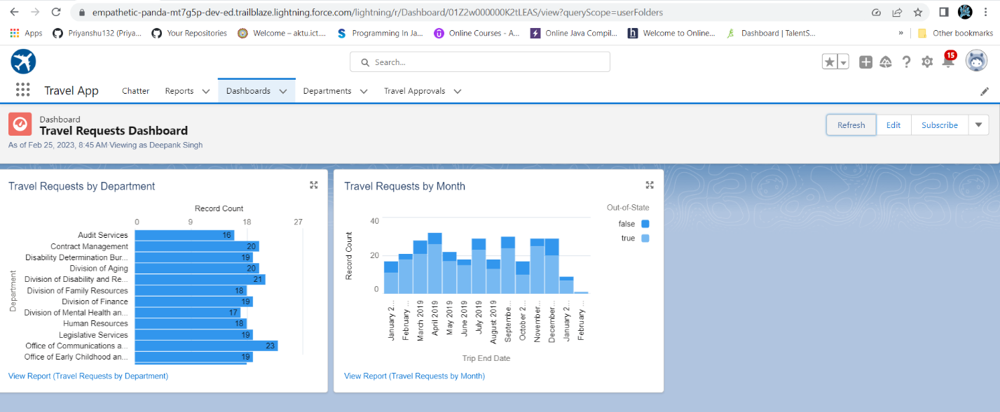 empathetic-panda-mt7g5p-dev-ed.trailblaze.lightning.force.com/lightning/r/Dashboard/01Z2w000000K2tLEAS/view?queryScope=userFolders
Apps Priyanshu132 (Priya... Your Repositories Welcome – aktu.ict.... Programming In Ja... Online Courses - A... Online Java Compil... Welcome to Online... Dashboard | TalentS... » Other bookmarks
Search... 15
Travel App Chatter Reports Dashboards Departments Travel Approvals
Dashboard
Travel Requests Dashboard
As of Feb 25, 2023, 8:45 AM·Viewing as Deepank Singh
Refresh Edit Subscribe
Travel Requests by Department
Record Count
0 9 18 27
Department
Audit Services 16
Contract Management 20
Disability Determination Bur... 19
Division of Aging 20
Division of Disability and Re... 21
Division of Family Resources 18
Division of Finance 19
Division of Mental Health an... 17
Human Resources 18
Legislative Services 19
Office of Communications a... 23
Office of Early Childhood an... 19
View Report (Travel Requests by Department)
Travel Requests by Month
Out-of-State
false
true
Record Count
40
20
0
January 2...
February ...
March 2019
April 2019
May 2019
June 2019
July 2019
August 2019
Septembe...
October 2...
November...
December...
January 2...
February ...
Trip End Date
View Report (Travel Requests by Month)